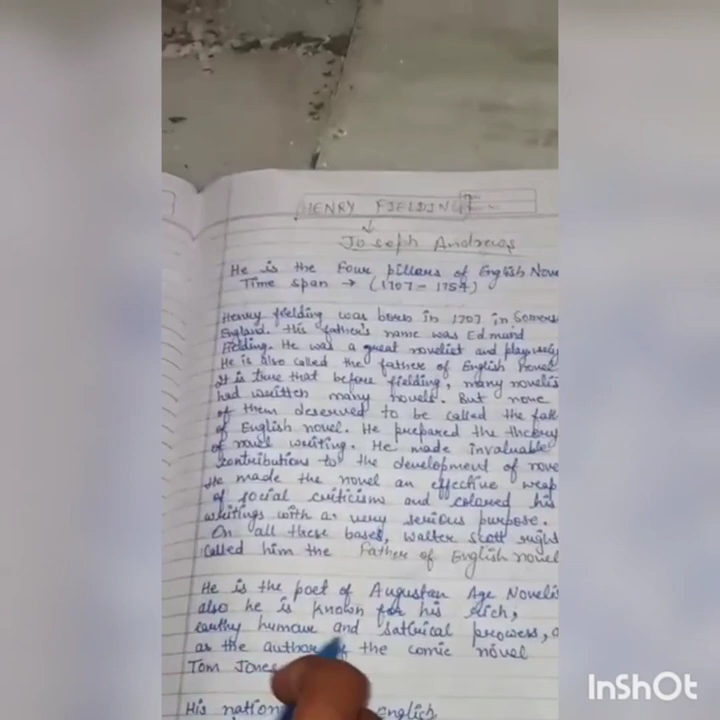 HENRY FIELDING
Joseph Andrews
He is the Four pillars of English Nove
Time span → (1707 - 1754)
Henry fielding was born in 1707 in Somers
England. His father's name was Edmund
Fielding. He was a great novelist and play
He is also called the father of English
It is true that before fielding, many novelis
had written many novels. But none
of them deserved to be called the fat
of English novel. He prepared the theory
of novel writing. He made invaluable
contributions to the development of nove
He made the novel an effective weap
of social criticism and colored his
writings with a very serious purpose.
On all these bases, Walter Scott right
called him the Father of English novel
He is the poet of Augustan Age Novelis
also he is known for his rich,
earthy humour and satirical prowess, a
as the author of the comic novel
Tom Jones
His nation english
InShOt